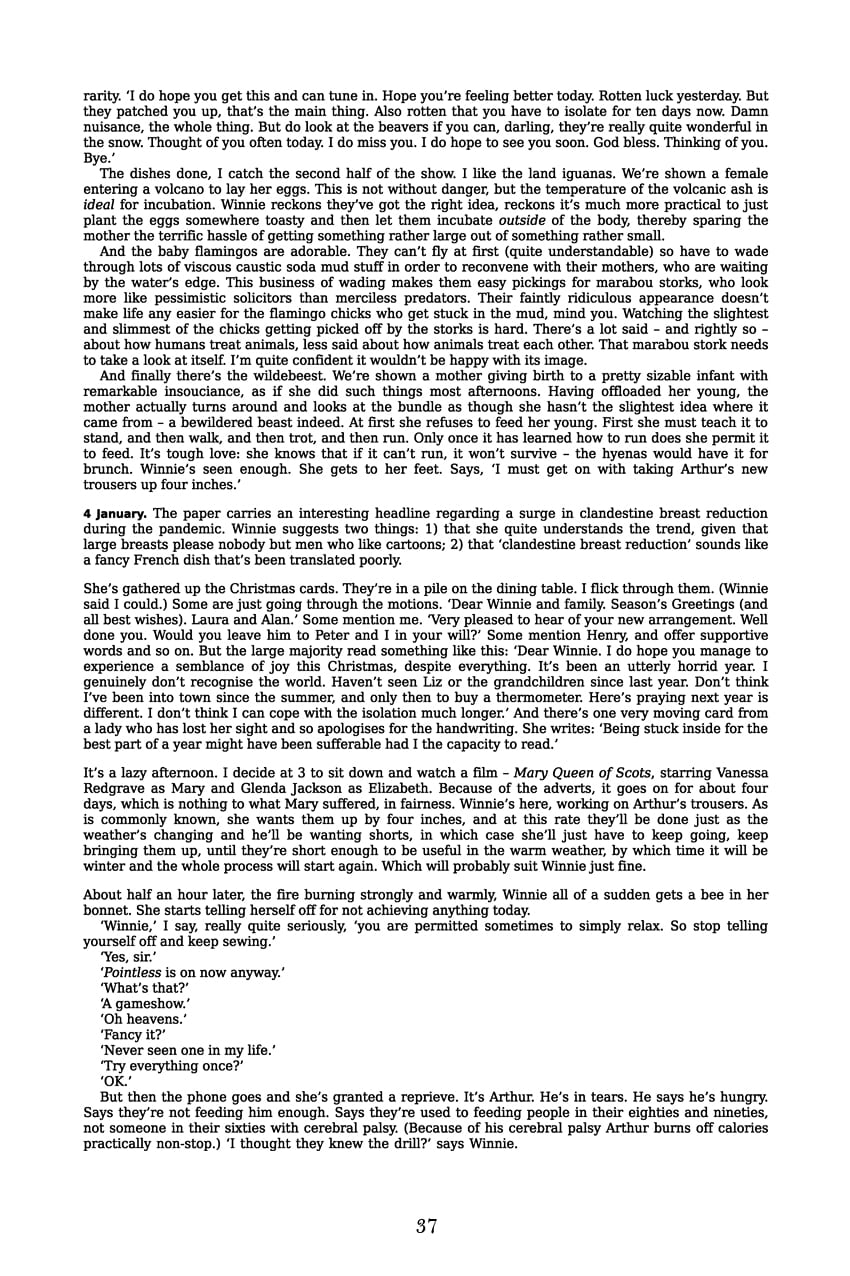 rarity. ‘I do hope you get this and can tune in. Hope you’re feeling better today. Rotten luck yesterday. But
they patched you up, that’s the main thing. Also rotten that you have to isolate for ten days now. Damn
nuisance, the whole thing. But do look at the beavers if you can, darling, they’re really quite wonderful in
the snow. Thought of you often today. I do miss you. I do hope to see you soon. God bless. Thinking of you.
Bye.’
The dishes done, I catch the second half of the show. I like the land iguanas. We’re shown a female
entering a volcano to lay her eggs. This is not without danger, but the temperature of the volcanic ash is
ideal for incubation. Winnie reckons they’ve got the right idea, reckons it’s much more practical to just
plant the eggs somewhere toasty and then let them incubate outside of the body, thereby sparing the
mother the terrific hassle of getting something rather large out of something rather small.
And the baby flamingos are adorable. They can’t fly at first (quite understandable) so have to wade
through lots of viscous caustic soda mud stuff in order to reconvene with their mothers, who are waiting
by the water’s edge. This business of wading makes them easy pickings for marabou storks, who look
more like pessimistic solicitors than merciless predators. Their faintly ridiculous appearance doesn’t
make life any easier for the flamingo chicks who get stuck in the mud, mind you. Watching the slightest
and slimmest of the chicks getting picked off by the storks is hard. There’s a lot said – and rightly so –
about how humans treat animals, less said about how animals treat each other. That marabou stork needs
to take a look at itself. I’m quite confident it wouldn’t be happy with its image.
And finally there’s the wildebeest. We’re shown a mother giving birth to a pretty sizable infant with
remarkable insouciance, as if she did such things most afternoons. Having offloaded her young, the
mother actually turns around and looks at the bundle as though she hasn’t the slightest idea where it
came from – a bewildered beast indeed. At first she refuses to feed her young. First she must teach it to
stand, and then walk, and then trot, and then run. Only once it has learned how to run does she permit it
to feed. It’s tough love: she knows that if it can’t run, it won’t survive – the hyenas would have it for
brunch. Winnie’s seen enough. She gets to her feet. Says, ‘I must get on with taking Arthur’s new
trousers up four inches.’
4 January. The paper carries an interesting headline regarding a surge in clandestine breast reduction
during the pandemic. Winnie suggests two things: 1) that she quite understands the trend, given that
large breasts please nobody but men who like cartoons; 2) that ‘clandestine breast reduction’ sounds like
a fancy French dish that’s been translated poorly.
She’s gathered up the Christmas cards. They’re in a pile on the dining table. I flick through them. (Winnie
said I could.) Some are just going through the motions. ‘Dear Winnie and family. Season’s Greetings (and
all best wishes). Laura and Alan.’ Some mention me. ‘Very pleased to hear of your new arrangement. Well
done you. Would you leave him to Peter and I in your will?’ Some mention Henry, and offer supportive
words and so on. But the large majority read something like this: ‘Dear Winnie. I do hope you manage to
experience a semblance of joy this Christmas, despite everything. It’s been an utterly horrid year. I
genuinely don’t recognise the world. Haven’t seen Liz or the grandchildren since last year. Don’t think
I’ve been into town since the summer, and only then to buy a thermometer. Here’s praying next year is
different. I don’t think I can cope with the isolation much longer.’ And there’s one very moving card from
a lady who has lost her sight and so apologises for the handwriting. She writes: ‘Being stuck inside for the
best part of a year might have been sufferable had I the capacity to read.’
It’s a lazy afternoon. I decide at 3 to sit down and watch a film – Mary Queen of Scots, starring Vanessa
Redgrave as Mary and Glenda Jackson as Elizabeth. Because of the adverts, it goes on for about four
days, which is nothing to what Mary suffered, in fairness. Winnie’s here, working on Arthur’s trousers. As
is commonly known, she wants them up by four inches, and at this rate they’ll be done just as the
weather’s changing and he’ll be wanting shorts, in which case she’ll just have to keep going, keep
bringing them up, until they’re short enough to be useful in the warm weather, by which time it will be
winter and the whole process will start again. Which will probably suit Winnie just fine.
About half an hour later, the fire burning strongly and warmly, Winnie all of a sudden gets a bee in her
bonnet. She starts telling herself off for not achieving anything today.
‘Winnie,’ I say, really quite seriously, ‘you are permitted sometimes to simply relax. So stop telling
yourself off and keep sewing.’
‘Yes, sir.’
‘Pointless is on now anyway.’
‘What’s that?’
‘A gameshow.’
‘Oh heavens.’
‘Fancy it?’
‘Never seen one in my life.’
‘Try everything once?’
‘OK.’
But then the phone goes and she’s granted a reprieve. It’s Arthur. He’s in tears. He says he’s hungry.
Says they’re not feeding him enough. Says they’re used to feeding people in their eighties and nineties,
not someone in their sixties with cerebral palsy. (Because of his cerebral palsy Arthur burns off calories
practically non-stop.) ‘I thought they knew the drill?’ says Winnie.
37